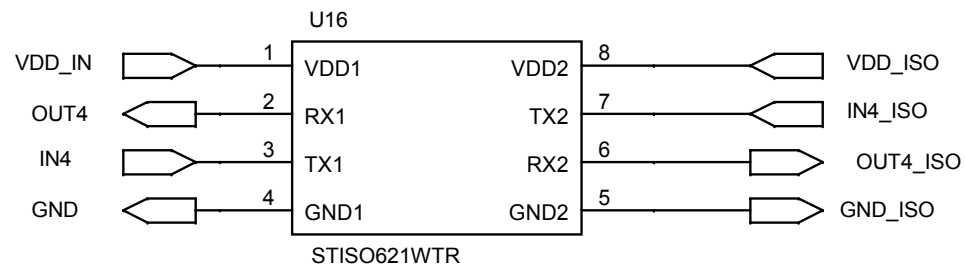 U16
VDD_IN 1 VDD1 VDD2 8 VDD_ISO
OUT4 2 RX1 TX2 7 IN4_ISO
IN4 3 TX1 RX2 6 OUT4_ISO
GND 4 GND1 GND2 5 GND_ISO
STISO621WTR